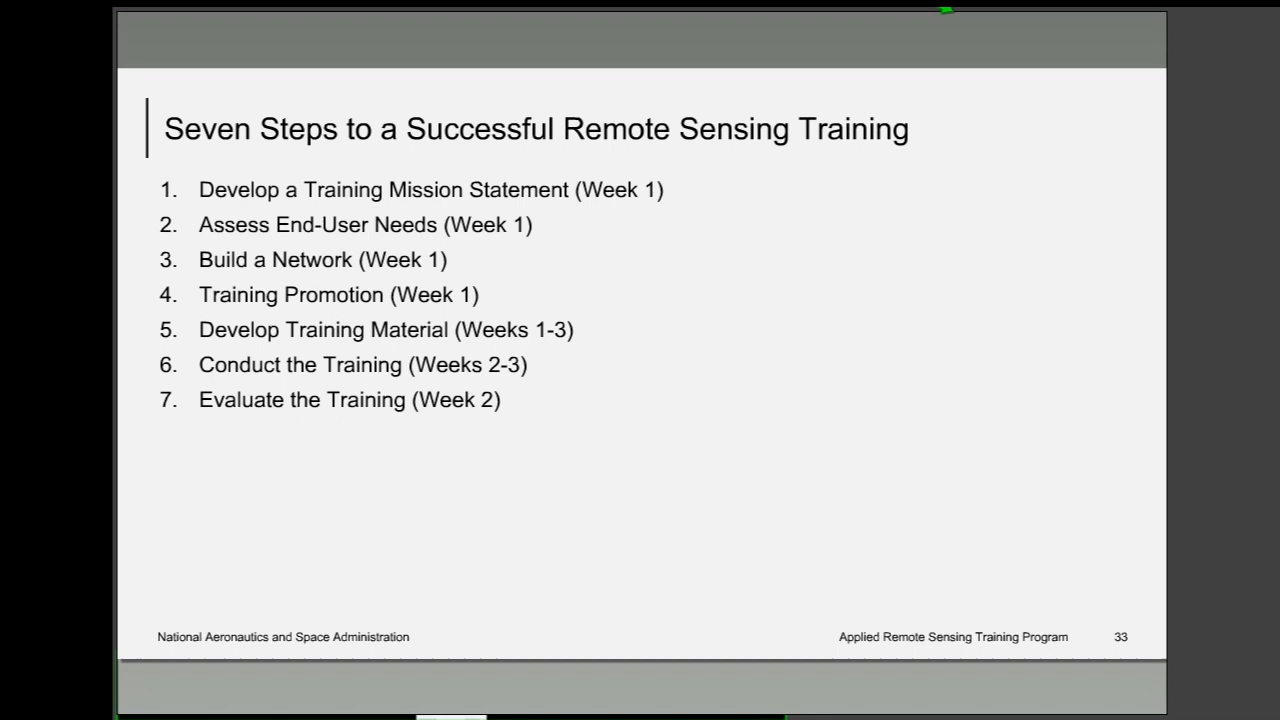 Seven Steps to a Successful Remote Sensing Training
1. Develop a Training Mission Statement (Week 1)
2. Assess End-User Needs (Week 1)
3. Build a Network (Week 1)
4. Training Promotion (Week 1)
5. Develop Training Material (Weeks 1-3)
6. Conduct the Training (Weeks 2-3)
7. Evaluate the Training (Week 2)
National Aeronautics and Space Administration
Applied Remote Sensing Training Program 33